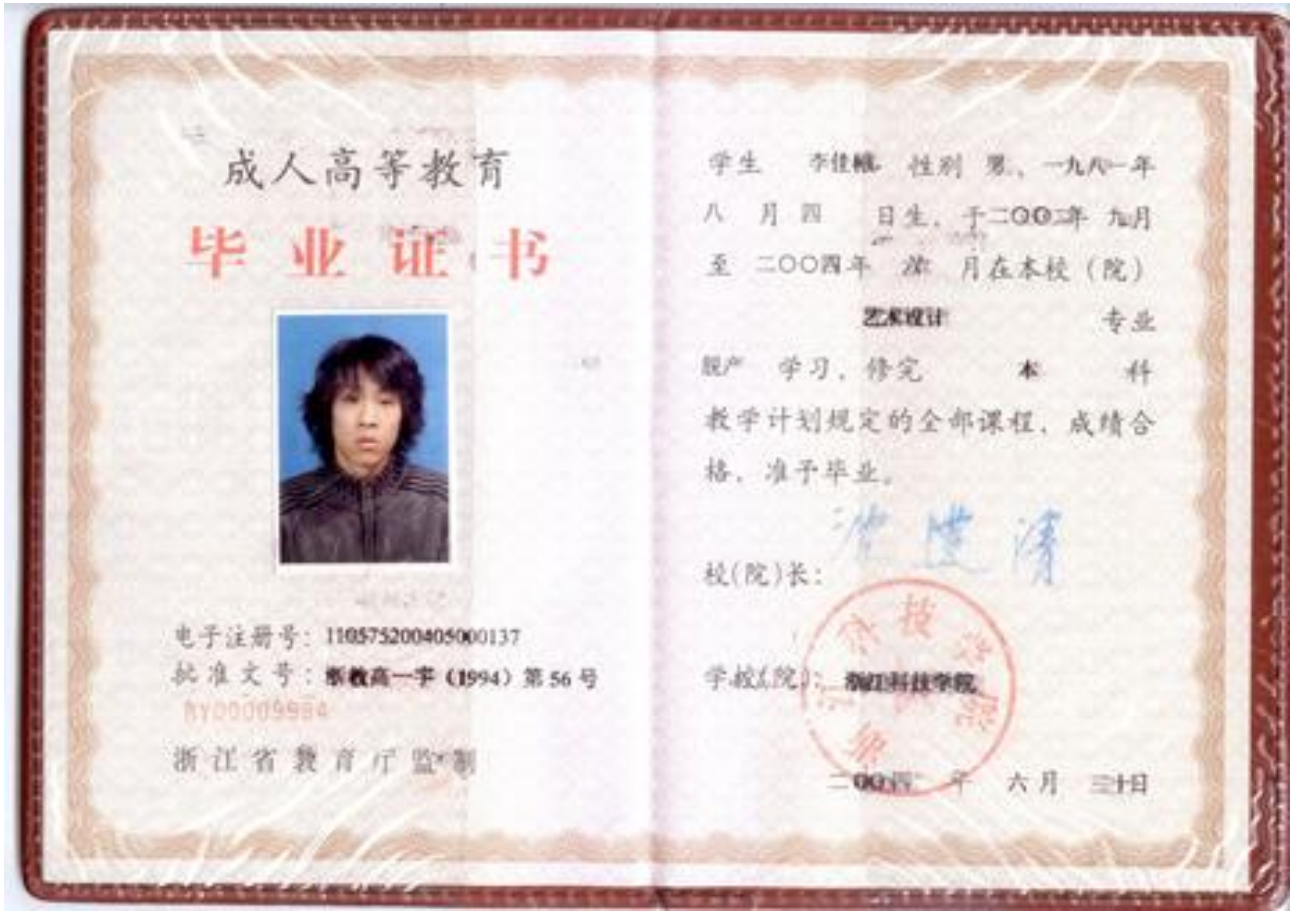 成人高等教育
毕业证书
电子注册号：110575200405000137
批准文号：浙教高一字（1994）第 56 号
RY00009984
浙江省教育厅监制
学生 李佳 性别 男、一九八一年
八 月 四 日生，于二〇〇二年 九月
至 二〇〇四年 月在本校（院）
艺术设计 专业
脱产 学习，修完 本 科
教学计划规定的全部课程，成绩合
格，准予毕业。
校(院)长：
学校(院)：浙江科技学院
二〇〇四 年 六月 三十日